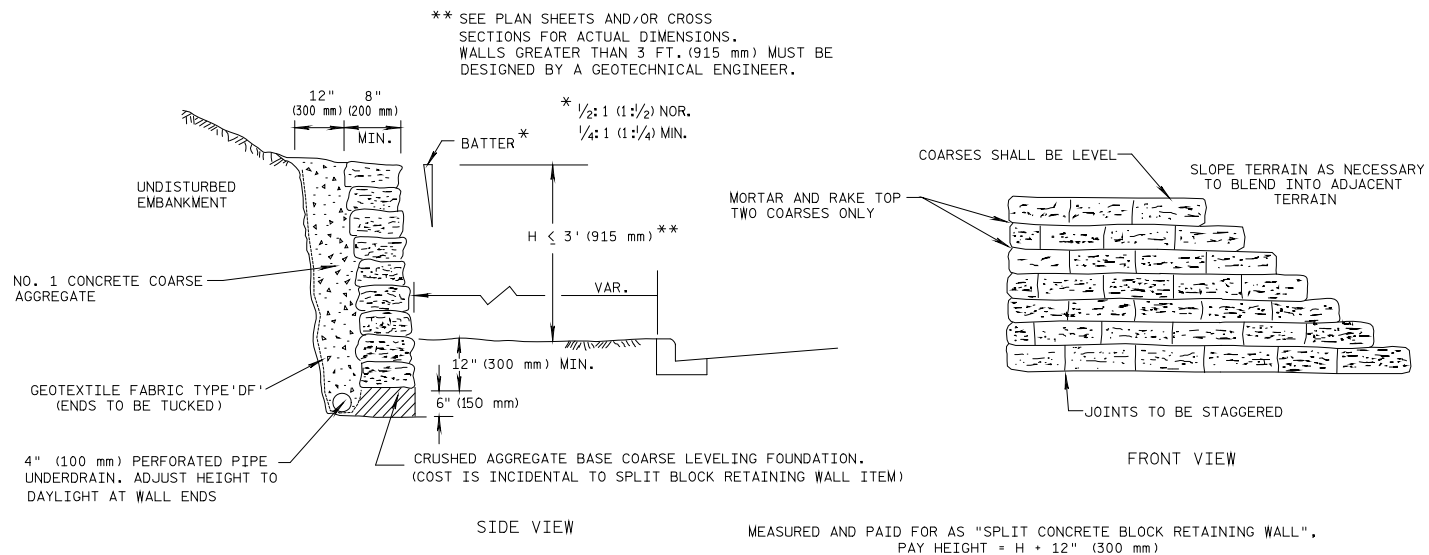 ** SEE PLAN SHEETS AND/OR CROSS
SECTIONS FOR ACTUAL DIMENSIONS.
WALLS GREATER THAN 3 FT. (915 mm) MUST BE
DESIGNED BY A GEOTECHNICAL ENGINEER.
12" 8"
(300 mm) (200 mm)
MIN.
* 1/2:1 (1:1/2) NOR.
1/4:1 (1:1/4) MIN.
BATTER*
UNDISTURBED
EMBANKMENT
H ≤ 3' (915 mm)**
NO. 1 CONCRETE COARSE
AGGREGATE
VAR.
12" (300 mm) MIN.
6" (150 mm)
GEOTEXTILE FABRIC TYPE'DF'
(ENDS TO BE TUCKED)
4" (100 mm) PERFORATED PIPE
UNDERDRAIN. ADJUST HEIGHT TO
DAYLIGHT AT WALL ENDS
CRUSHED AGGREGATE BASE COARSE LEVELING FOUNDATION.
(COST IS INCIDENTAL TO SPLIT BLOCK RETAINING WALL ITEM)
SIDE VIEW
COARSES SHALL BE LEVEL
SLOPE TERRAIN AS NECESSARY
TO BLEND INTO ADJACENT
TERRAIN
MORTAR AND RAKE TOP
TWO COARSES ONLY
JOINTS TO BE STAGGERED
FRONT VIEW
MEASURED AND PAID FOR AS "SPLIT CONCRETE BLOCK RETAINING WALL",
PAY HEIGHT = H + 12" (300 mm)